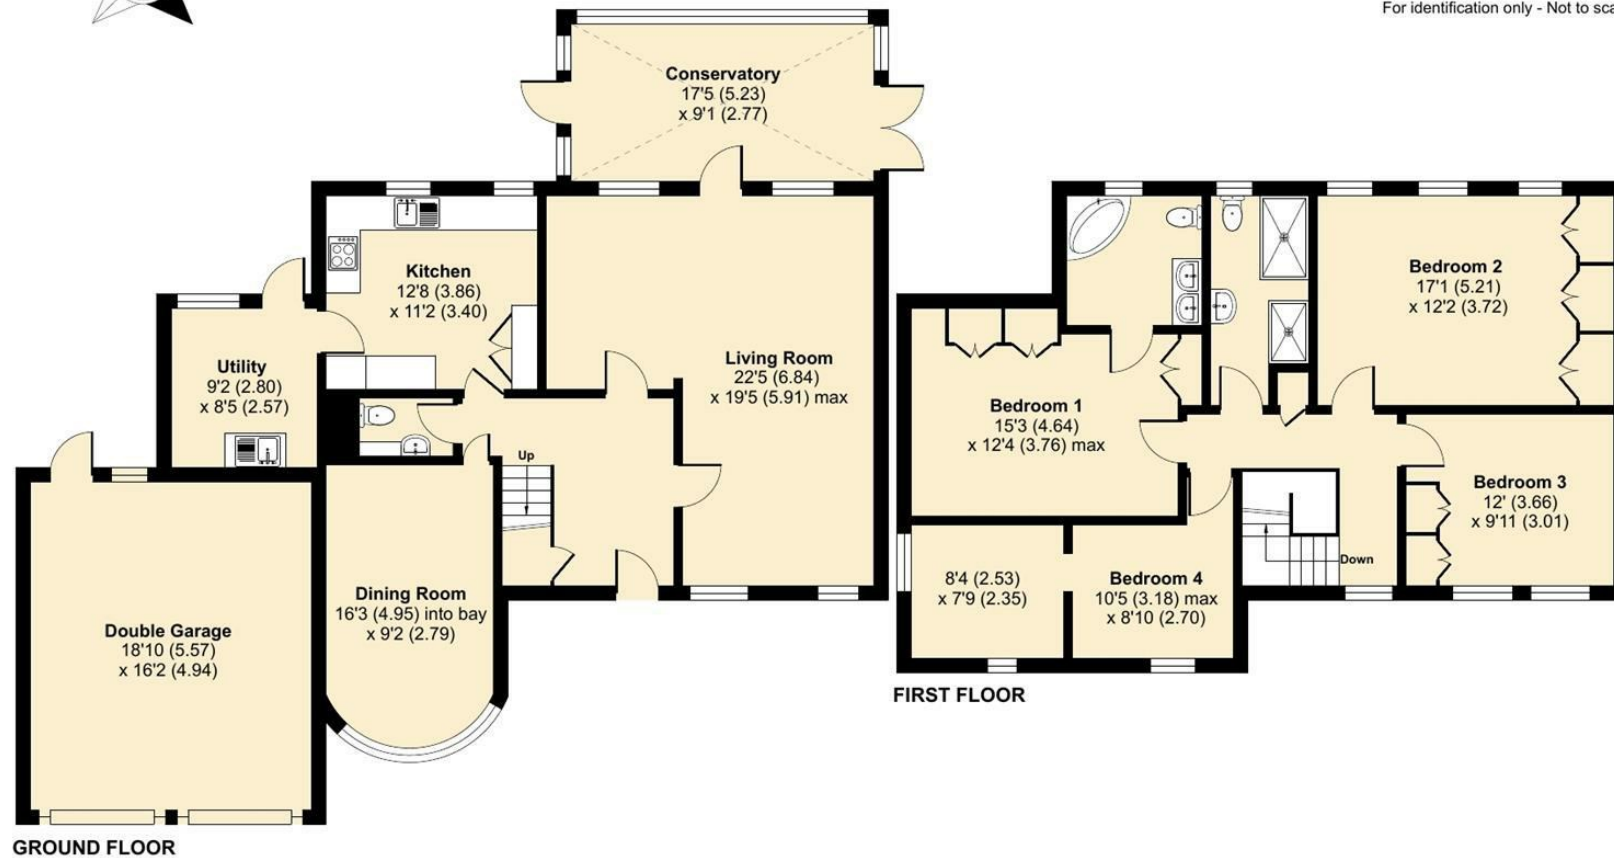 For identification only - Not to sca
Conservatory
17'5 (5.23)
x 9'1 (2.77)
Kitchen
12'8 (3.86)
x 11'2 (3.40)
Utility
9'2 (2.80)
x 8'5 (2.57)
Living Room
22'5 (6.84)
x 19'5 (5.91) max
Up
Dining Room
16'3 (4.95) into bay
x 9'2 (2.79)
Double Garage
18'10 (5.57)
x 16'2 (4.94)
GROUND FLOOR
Bedroom 2
17'1 (5.21)
x 12'2 (3.72)
Bedroom 1
15'3 (4.64)
x 12'4 (3.76) max
Bedroom 3
12' (3.66)
x 9'11 (3.01)
Down
8'4 (2.53)
x 7'9 (2.35)
Bedroom 4
10'5 (3.18) max
x 8'10 (2.70)
FIRST FLOOR